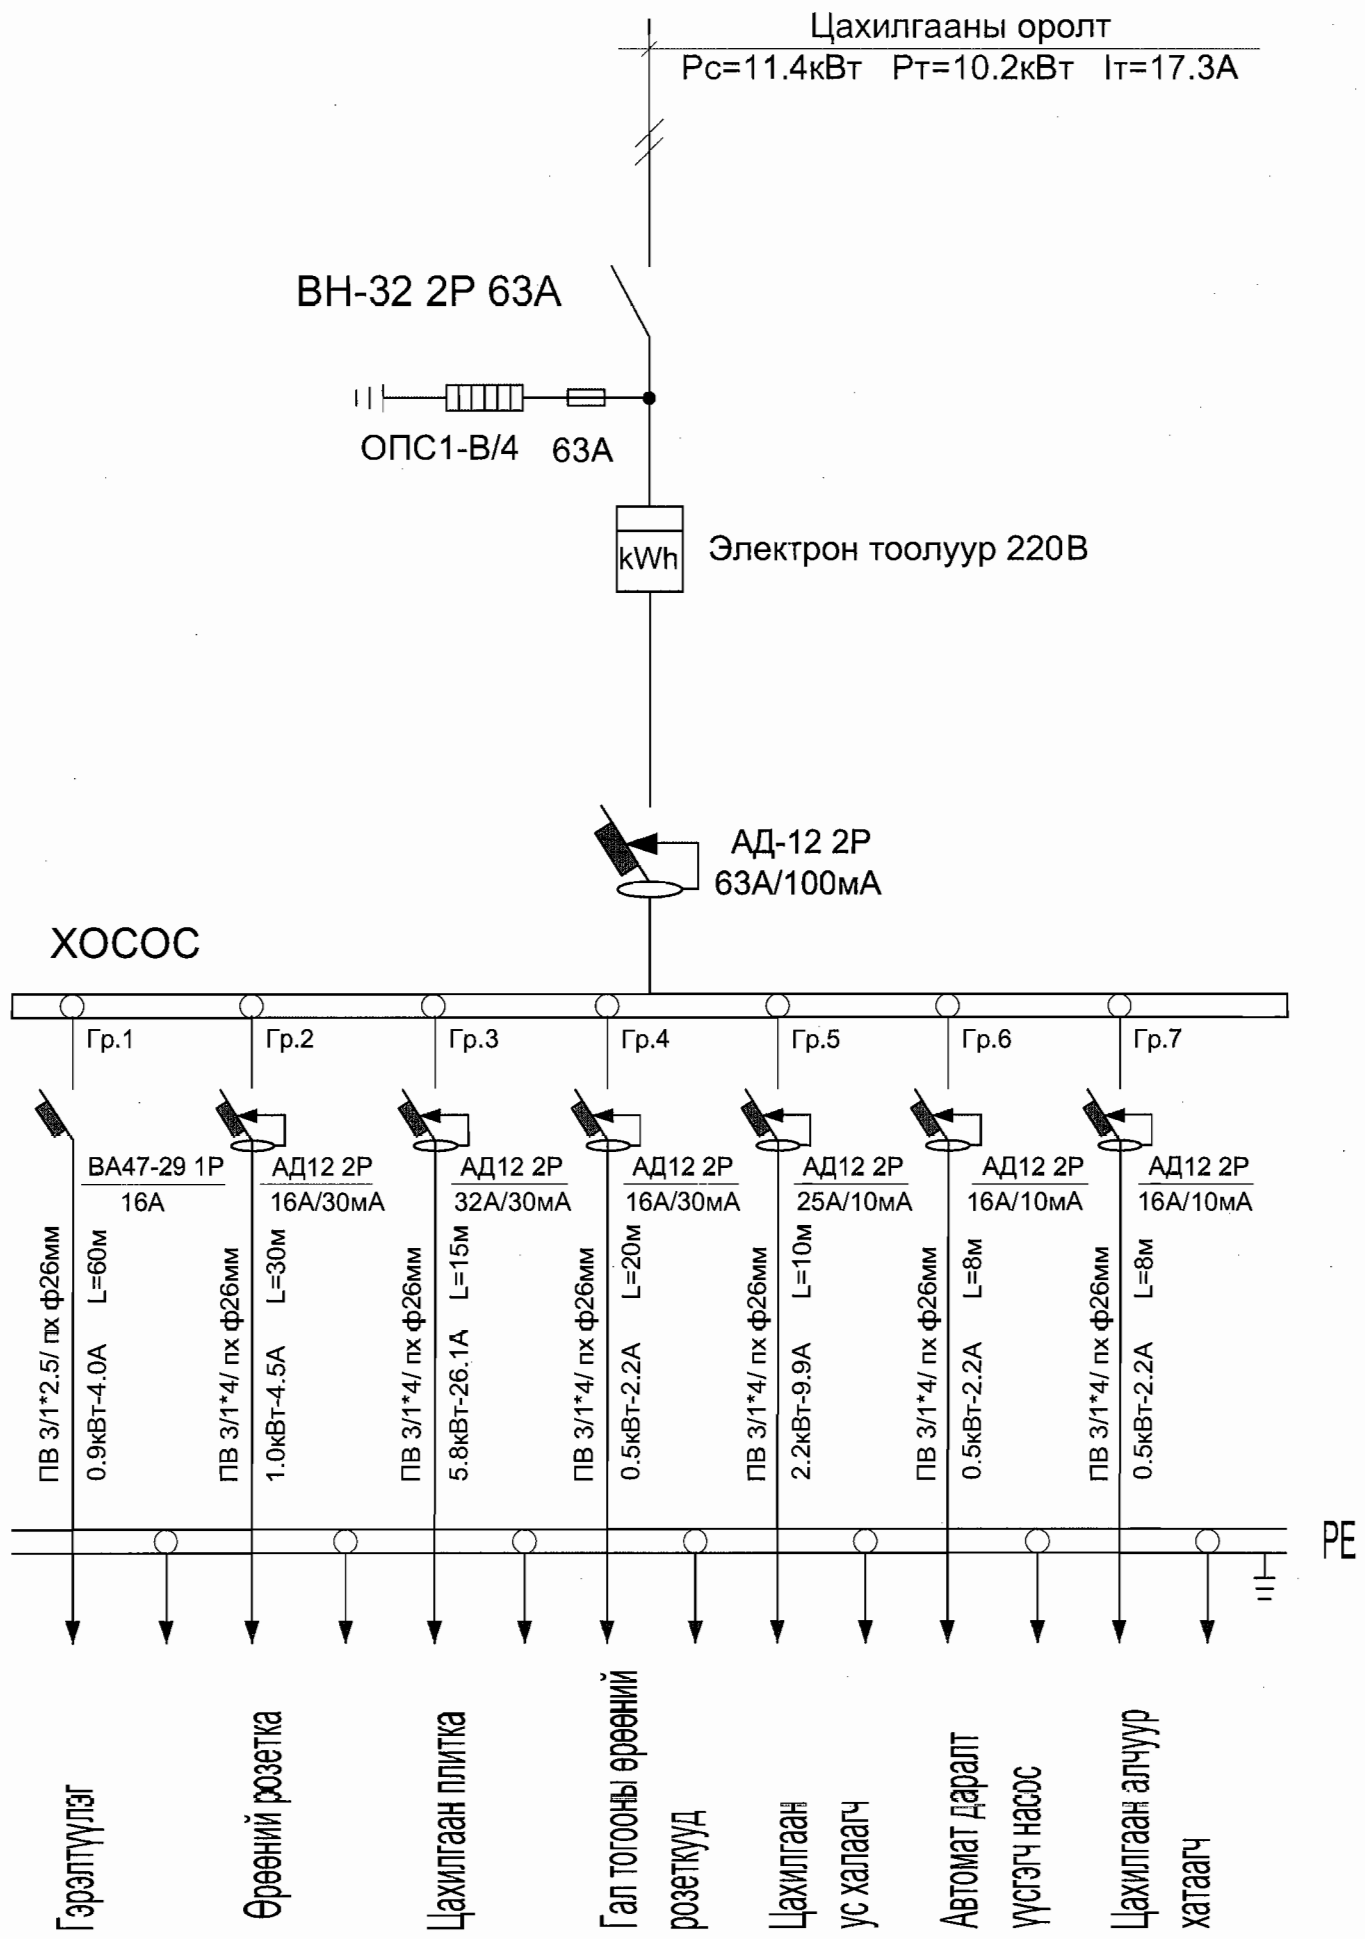 Цахилгааны оролт
Рс=11.4кВт Рт=10.2кВт Iт=17.3А
ВН-32 2Р 63А
ОПС1-В/4 63А
kWh
Электрон тоолуур 220В
АД-12 2Р
63А/100мА
ХОСОС
Гр.1
Гр.2
Гр.3
Гр.4
Гр.5
Гр.6
Гр.7
ВА47-29 1Р
16А
АД12 2Р
16А/30мА
АД12 2Р
32А/30мА
АД12 2Р
16А/30мА
АД12 2Р
25А/10мА
АД12 2Р
16А/10мА
АД12 2Р
16А/10мА
ПВ 3/1*2.5/ пх ф26мм
0.9кВт-4.0А L=60м
ПВ 3/1*4/ пх ф26мм
1.0кВт-4.5А L=30м
ПВ 3/1*4/ пх ф26мм
5.8кВт-26.1А L=15м
ПВ 3/1*4/ пх ф26мм
0.5кВт-2.2А L=20м
ПВ 3/1*4/ пх ф26мм
2.2кВт-9.9А L=10м
ПВ 3/1*4/ пх ф26мм
0.5кВт-2.2А L=8м
ПВ 3/1*4/ пх ф26мм
0.5кВт-2.2А L=8м
РЕ
Гэрэлтүүлэг
Өрөөний розетка
Цахилгаан плитка
Гал тогооны өрөөний
розеткууд
Цахилгаан
ус халаагч
Автомат даралт
үүсгэгч насос
Цахилгаан алчуур
хатаагч